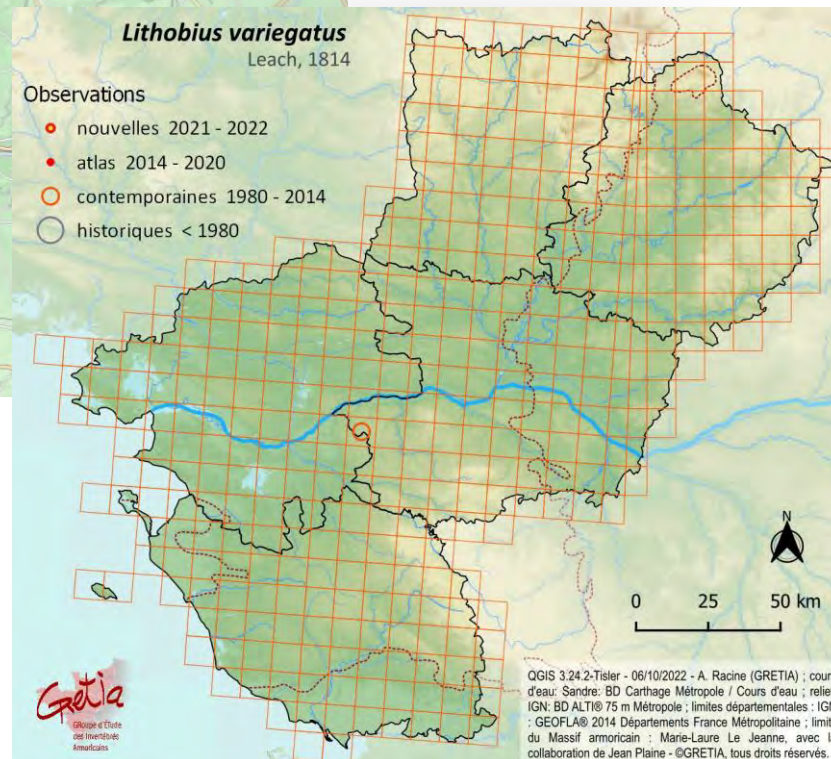 Lithobius variegatus
Leach, 1814
Observations
nouvelles 2021 - 2022
atlas 2014 - 2020
contemporaines 1980 - 2014
historiques < 1980
N
0 25 50 km
Gretia
Groupe d'Étude
des Invertébrés
Armoricains
QGIS 3.24.2-Tisler - 06/10/2022 - A. Racine (GRETIA) ; cour
d'eau: Sandre: BD Carthage Métropole / Cours d'eau ; relie
IGN: BD ALTI® 75 m Métropole ; limites départementales : IGN
: GEOFLA® 2014 Départements France Métropolitaine ; limit
du Massif armoricain : Marie-Laure Le Jeanne, avec l
collaboration de Jean Plaine - ©GRETIA, tous droits réservés.